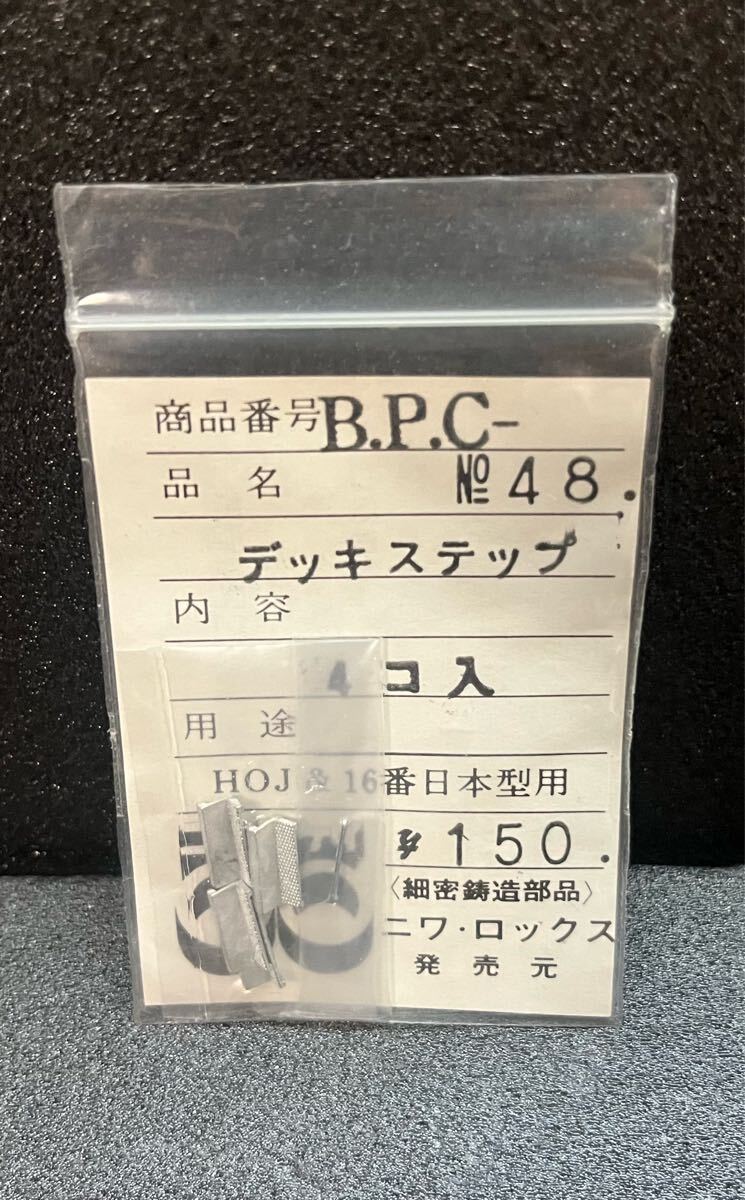 商品番号 B.P.C-
品名 №48.
デッキステップ
内容
4コ入
用途
HOJ & 16番日本型用
150.
〈細密鋳造部品〉
ニワ・ロックス
発売元